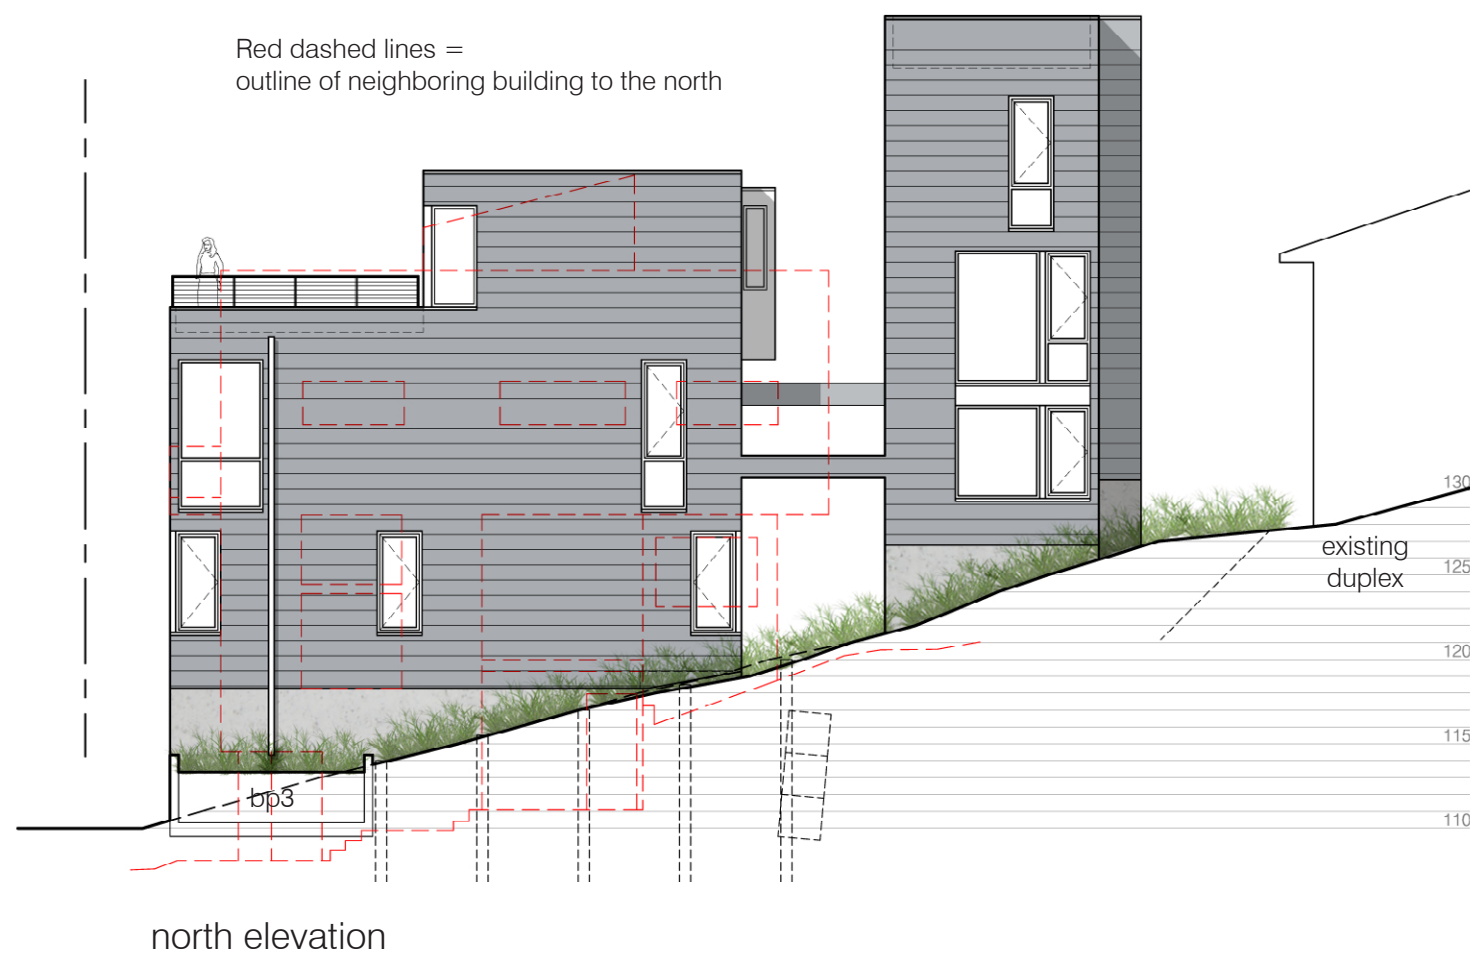 Red dashed lines =
outline of neighboring building to the north
130
existing
duplex
125
120
115
bp3
110
north elevation